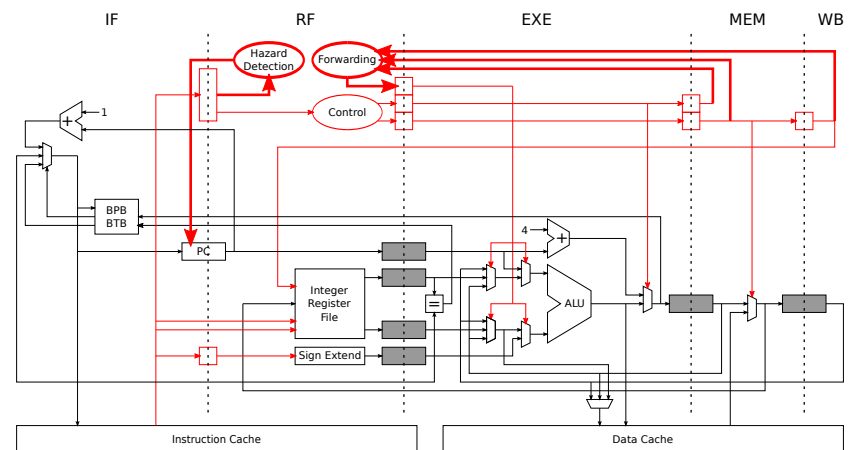 IF RF EXE MEM WB
Hazard
Detection
Forwarding
Control
1
+
BPB
BTB
PC
4
+
Integer
Register
File
=
ALU
Sign Extend
Instruction Cache
Data Cache